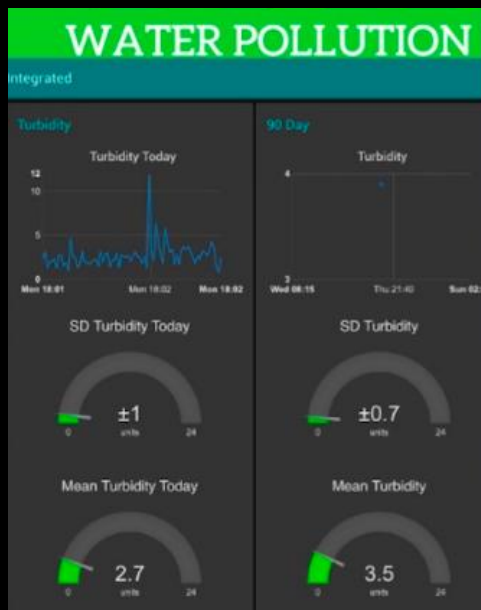 WATER POLLUTION
Integrated
Turbidity
Turbidity Today
12
10
5
0
Mon 18:01 Mon 18:02 Mon 18:02
SD Turbidity Today
±1
units
0 24
Mean Turbidity Today
2.7
0 units 24
90 Day
Turbidity
4
3
Wed 06:15 Thu 21:40 Sun 02:
SD Turbidity
±0.7
0 units 24
Mean Turbidity
3.5
0 units 24